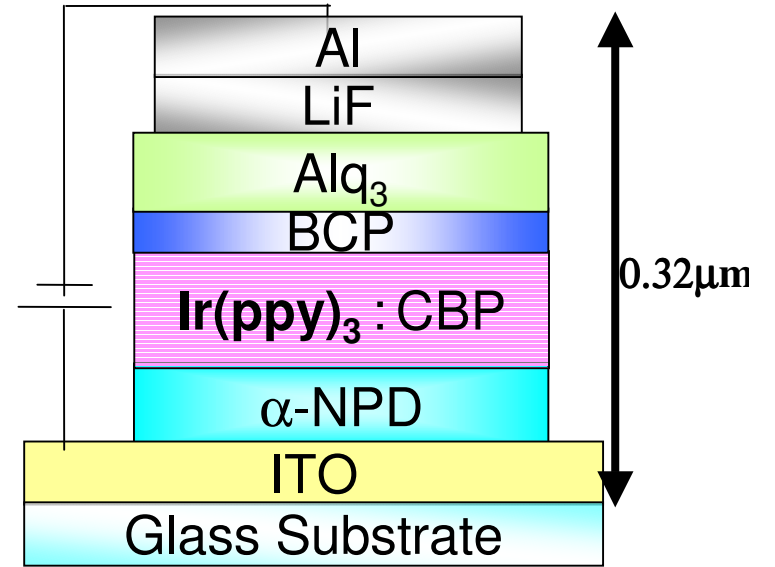 Al
LiF
Alq₃
BCP
0.32μm
Ir(ppy)₃ : CBP
α-NPD
ITO
Glass Substrate